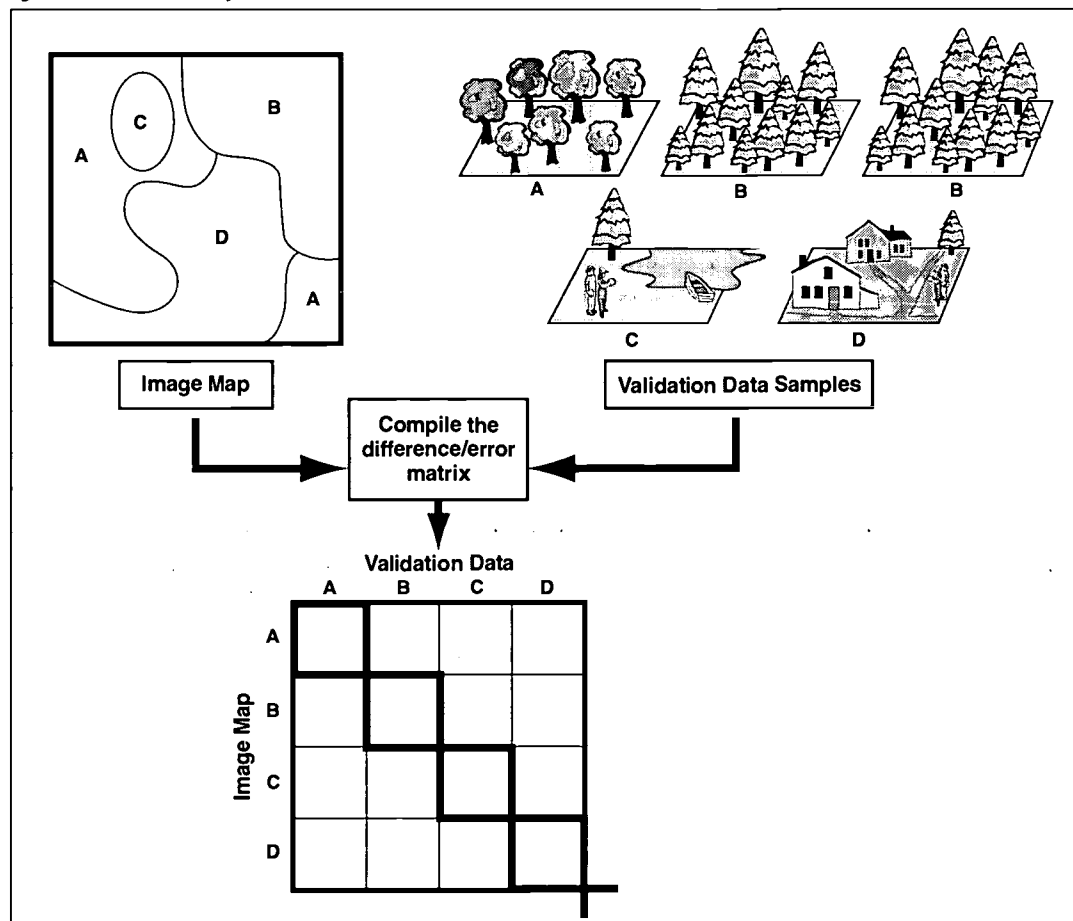 A
C
B
D
A
A
B
B
C
D
Image Map
Validation Data Samples
Compile the
difference/error
matrix
Validation Data
A B C D
Image Map
A
B
C
D